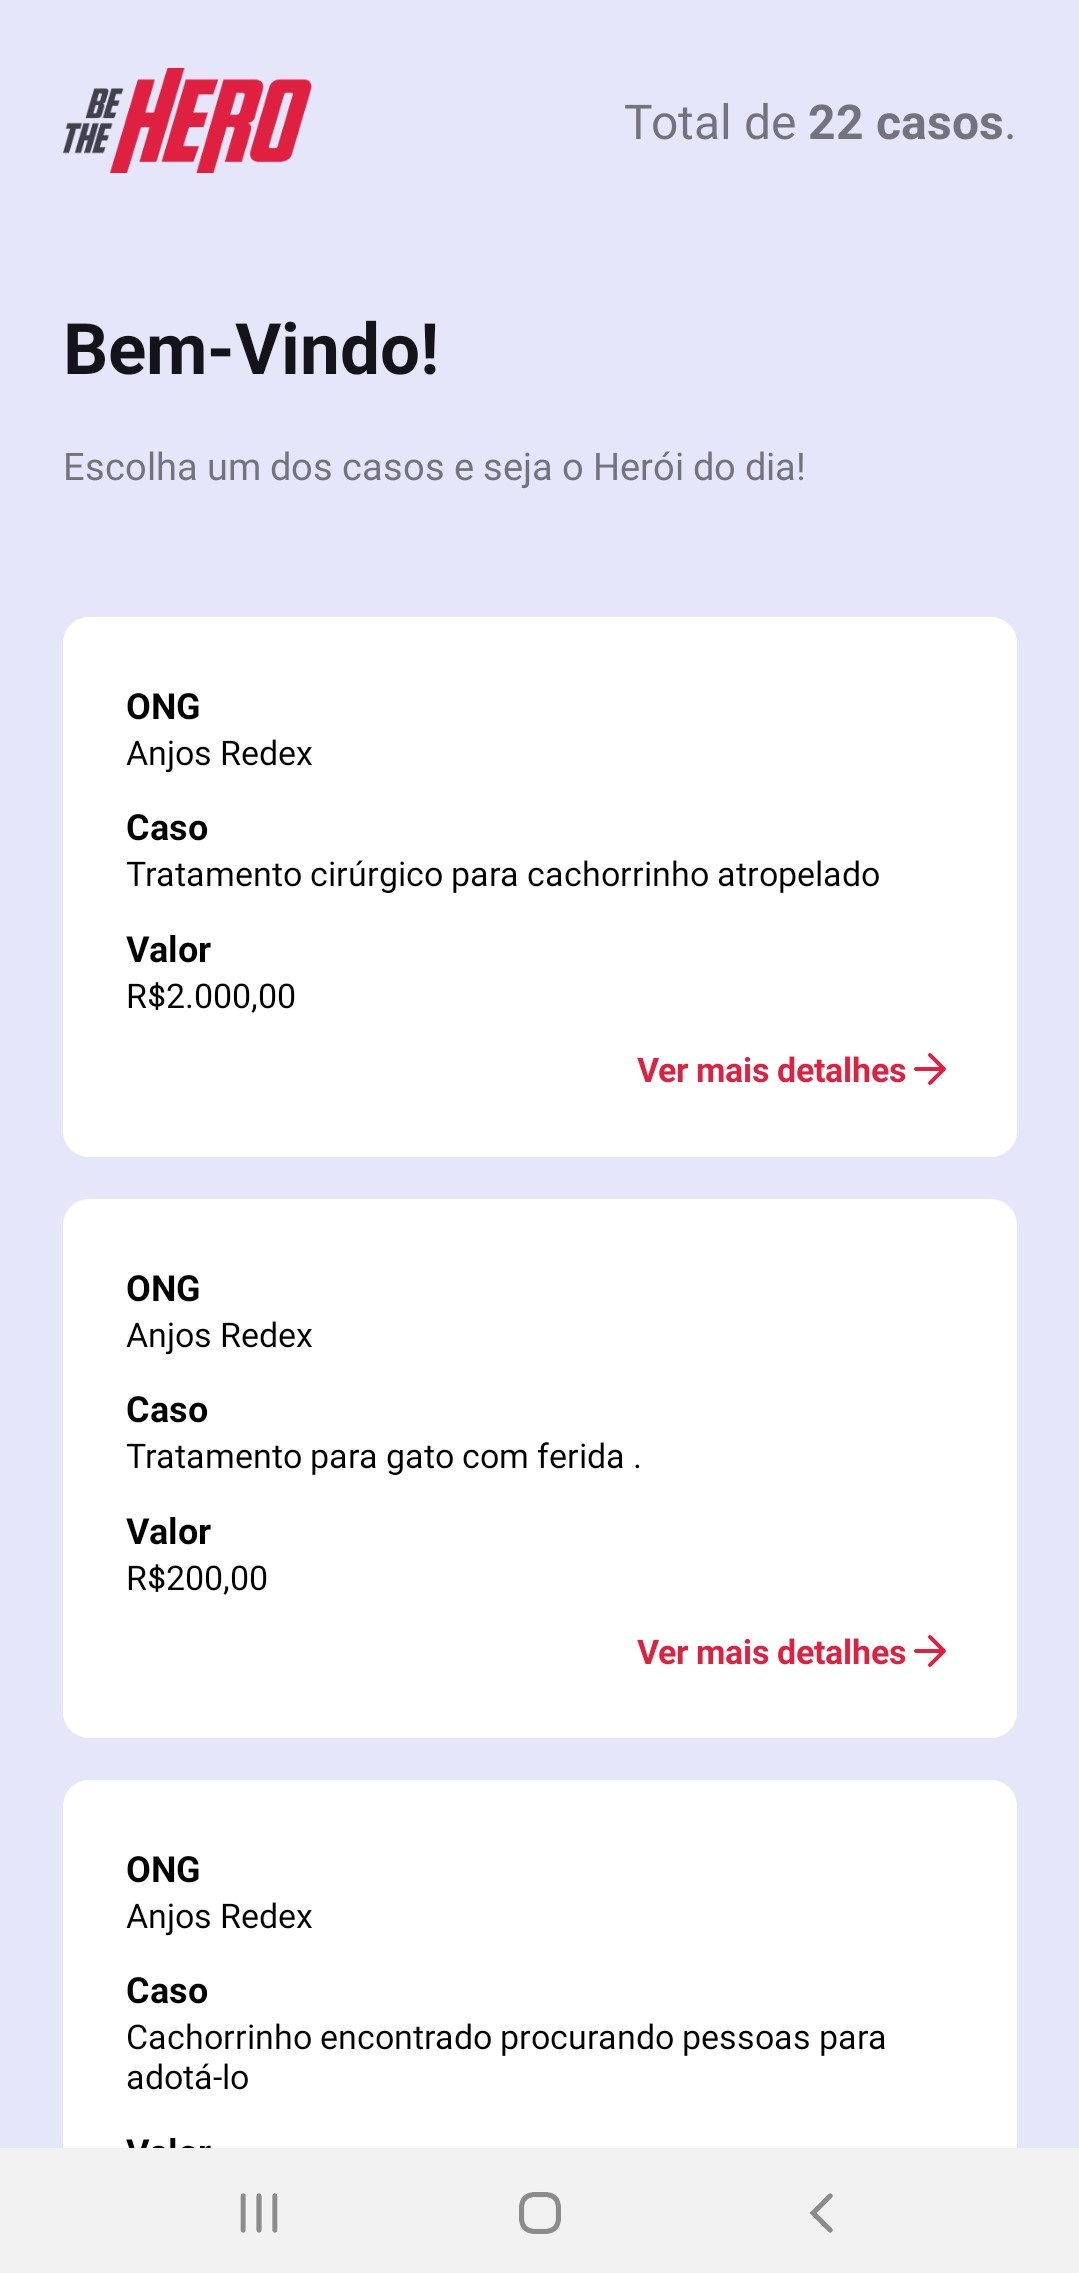 BE THE HERO
Total de 22 casos.
Bem-Vindo!
Escolha um dos casos e seja o Herói do dia!
ONG
Anjos Redex
Caso
Tratamento cirúrgico para cachorrinho atropelado
Valor
R$2.000,00
Ver mais detalhes
ONG
Anjos Redex
Caso
Tratamento para gato com ferida .
Valor
R$200,00
Ver mais detalhes
ONG
Anjos Redex
Caso
Cachorrinho encontrado procurando pessoas para
adotá-lo
Valor